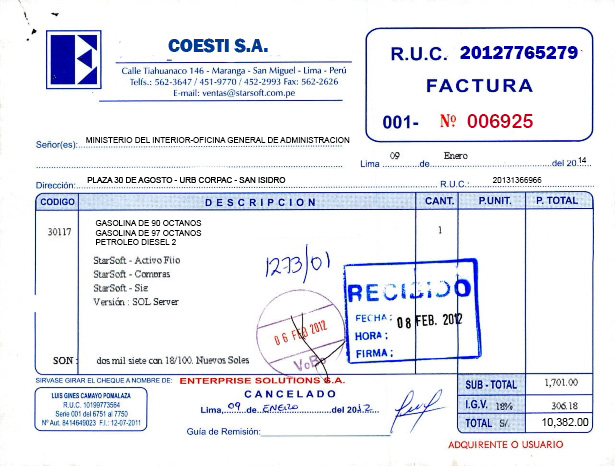 COESTI S.A.
Calle Tiahuanaco 146 - Maranga - San Miguel - Lima - Perú
Telfs.: 562-3647 / 451-9770 / 452-2993 Fax: 562-2626
E-mail: ventas@starsoft.com.pe
R.U.C. 20127765279
FACTURA
001- Nº 006925
Señor(es): MINISTERIO DEL INTERIOR-OFICINA GENERAL DE ADMINISTRACION
Lima 09 de Enero del 2014
Dirección: PLAZA 30 DE AGOSTO - URB CORPAC - SAN ISIDRO R.U.C.: 20131366966
CODIGO DESCRIPCION CANT. P.UNIT. P. TOTAL
30117 GASOLINA DE 90 OCTANOS 1
GASOLINA DE 97 OCTANOS
PETROLEO DIESEL 2
StarSoft - Activo Fijo
StarSoft - Compras
StarSoft - Sig
Versión : SQL Server
1273/01
06 FEB 2012
VoBo
RECIBIDO
FECHA: 08 FEB. 2012
HORA:
FIRMA:
SON: dos mil siete con 18/100. Nuevos Soles
SIRVASE GIRAR EL CHEQUE A NOMBRE DE: ENTERPRISE SOLUTIONS S.A.
CANCELADO
Lima, 09 de ENERO del 2012
Guía de Remisión:
LUIS GINES CAMAYO POMALAZA
R.U.C. 10199773564
Serie 001 del 6751 al 7750
Nº Aut. 8414649023 F.I. 12-07-2011
SUB - TOTAL 1,701.00
I.G.V. 18% 306.18
TOTAL S/. 10,382.00
ADQUIRENTE O USUARIO